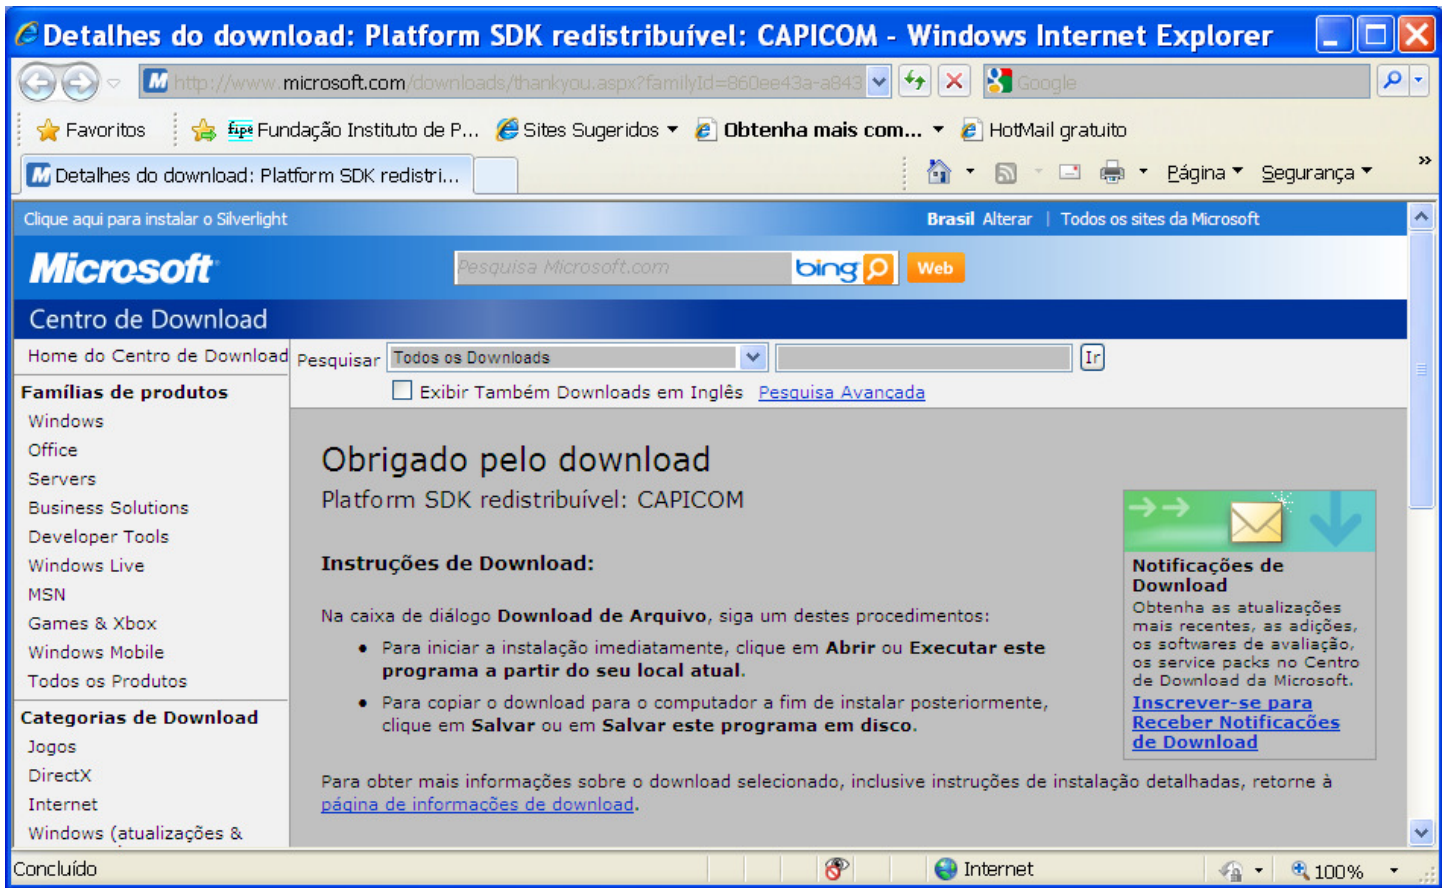 Detalhes do download: Platform SDK redistribuível: CAPICOM - Windows Internet Explorer
http://www.microsoft.com/downloads/thankyou.aspx?familyId=860ee43a-a843
Google
Favoritos
fipe Fundação Instituto de P...
Sites Sugeridos
Obtenha mais com...
HotMail gratuito
Detalhes do download: Platform SDK redistri...
Página
Segurança
»
Clique aqui para instalar o Silverlight
Brasil Alterar | Todos os sites da Microsoft
Microsoft
Pesquisa Microsoft.com
bing
Web
Centro de Download
Home do Centro de Download
Pesquisar Todos os Downloads
Ir
Exibir Também Downloads em Inglês Pesquisa Avançada
Famílias de produtos
Windows
Office
Servers
Business Solutions
Developer Tools
Windows Live
MSN
Games & Xbox
Windows Mobile
Todos os Produtos
Categorias de Download
Jogos
DirectX
Internet
Windows (atualizações &
Obrigado pelo download
Platform SDK redistribuível: CAPICOM
Instruções de Download:
Na caixa de diálogo Download de Arquivo, siga um destes procedimentos:
• Para iniciar a instalação imediatamente, clique em Abrir ou Executar este
programa a partir do seu local atual.
• Para copiar o download para o computador a fim de instalar posteriormente,
clique em Salvar ou em Salvar este programa em disco.
Para obter mais informações sobre o download selecionado, inclusive instruções de instalação detalhadas, retorne à
página de informações de download.
Notificações de
Download
Obtenha as atualizações
mais recentes, as adições,
os softwares de avaliação,
os service packs no Centro
de Download da Microsoft.
Inscrever-se para
Receber Notificações
de Download
Concluído
Internet
100%